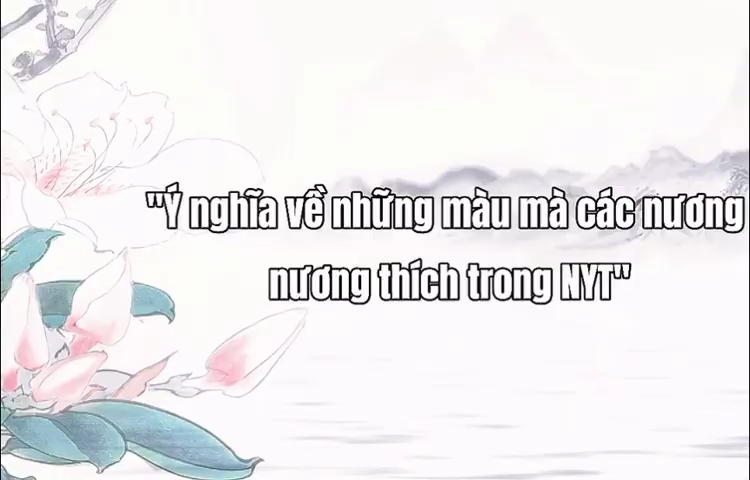 "Ý nghĩa về những màu mà các nương
nương thích trong NYT"